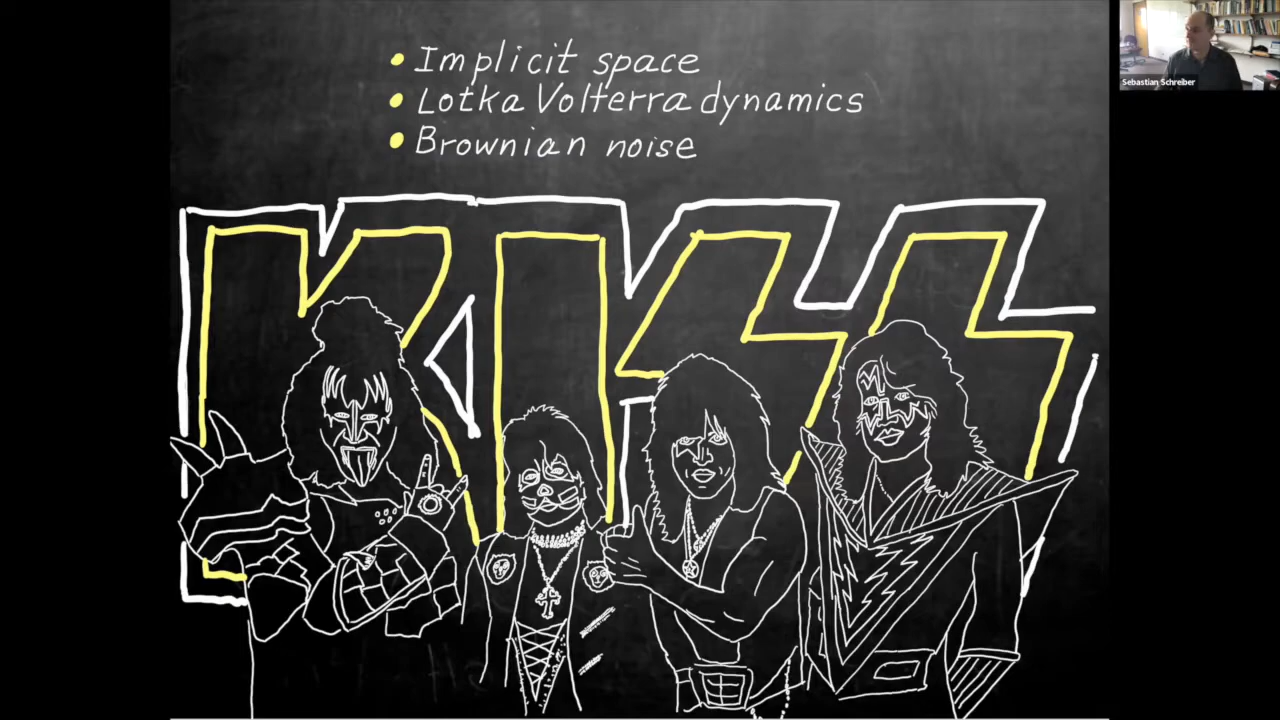 • Implicit space
• Lotka Volterra dynamics
• Brownian noise
KISS
Sebastian Schreiber